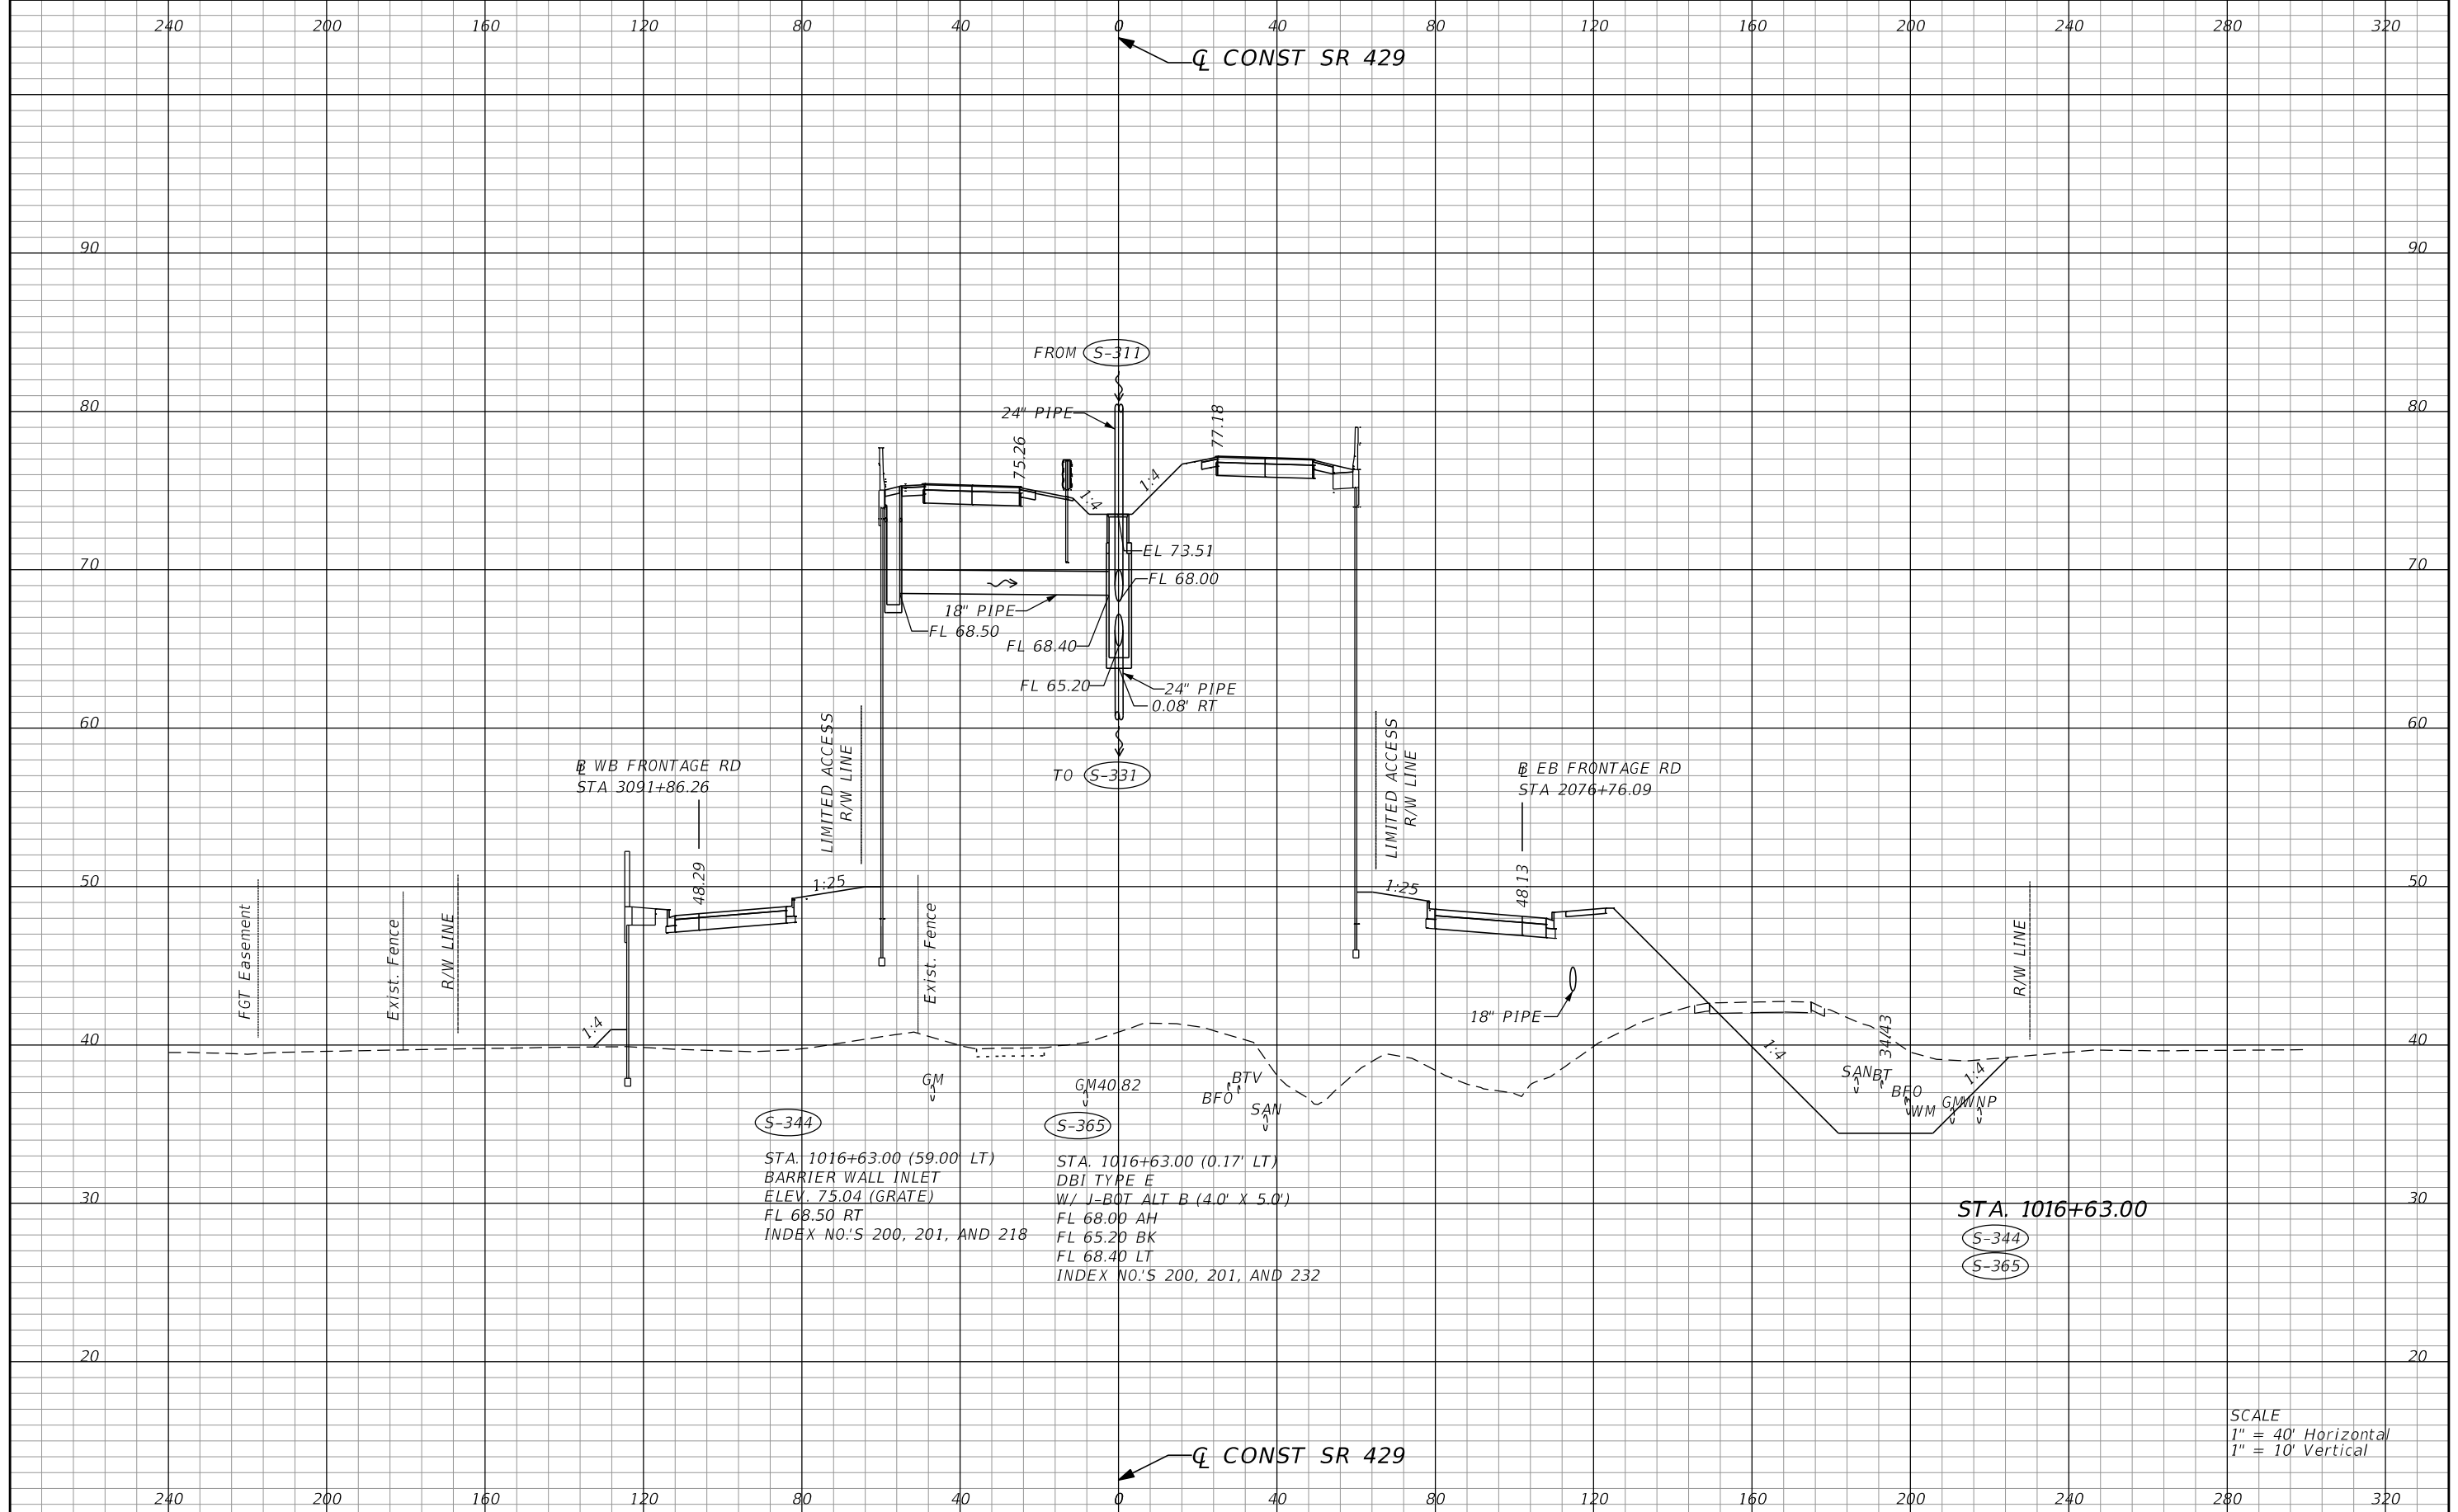 240 200 160 120 80 40 0 40 80 120 160 200 240 280 320
℄ CONST SR 429
90 90
FROM S-311
80 80
24" PIPE
77.18
75.26
1:4
1:4
EL 73.51
70 70
FL 68.00
18" PIPE
FL 68.50
FL 68.40
FL 65.20
24" PIPE
0.08' RT
60 60
TO S-331
LIMITED ACCESS
R/W LINE
LIMITED ACCESS
R/W LINE
B WB FRONTAGE RD
STA 3091+86.26
B EB FRONTAGE RD
STA 2076+76.09
50 50
48.29
1:25
1:25
48.13
FGT Easement
Exist. Fence
R/W LINE
Exist. Fence
R/W LINE
18" PIPE
40 40
1:4
1:4
34.43
1:4
GM
GM40.82
BTV
BFO
SAN
SAN
BT
BFO
WM
GM
WNP
S-344
STA. 1016+63.00 (59.00' LT)
BARRIER WALL INLET
ELEV. 75.04 (GRATE)
FL 68.50 RT
INDEX NO.'S 200, 201, AND 218
S-365
STA. 1016+63.00 (0.17' LT)
DBI TYPE E
W/ J-BOT ALT B (4.0' X 5.0')
FL 68.00 AH
FL 65.20 BK
FL 68.40 LT
INDEX NO.'S 200, 201, AND 232
30 30
STA. 1016+63.00
S-344
S-365
20 20
SCALE
1" = 40' Horizontal
1" = 10' Vertical
℄ CONST SR 429
240 200 160 120 80 40 0 40 80 120 160 200 240 280 320